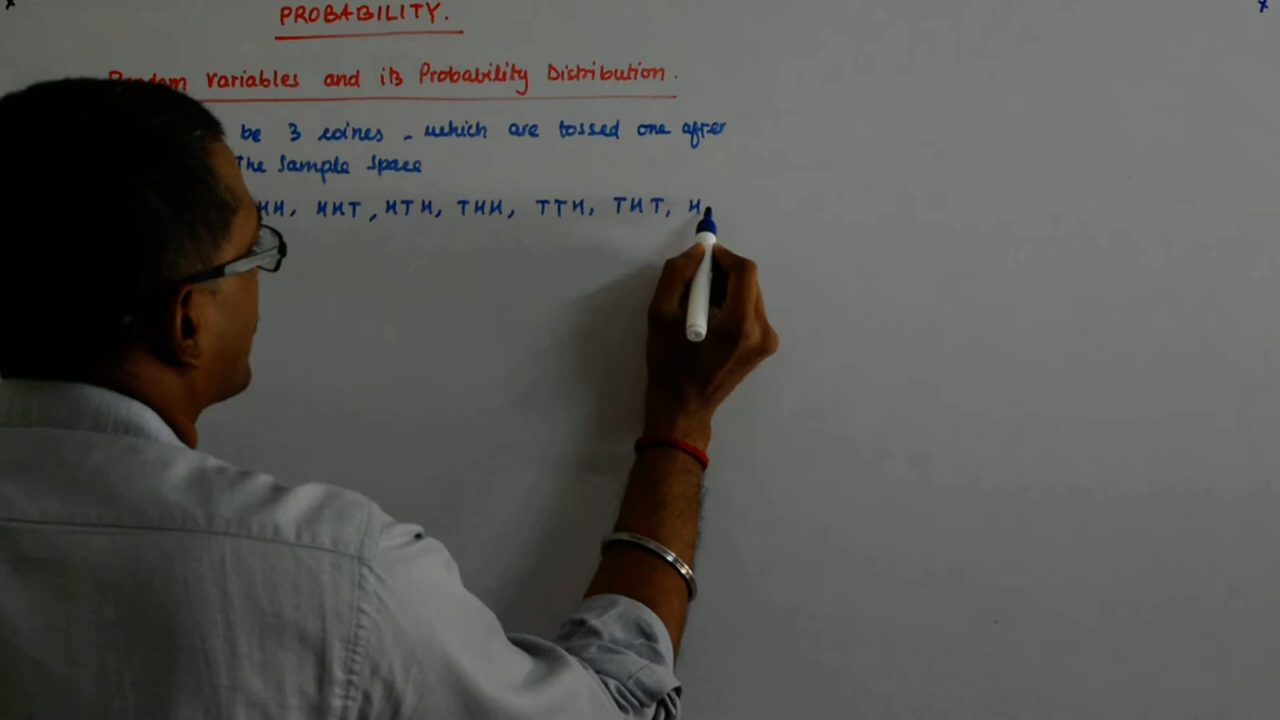 PROBABILITY.
Random Variables and its Probability Distribution.
be 3 coines - which are tossed one after
the Sample Space
HH, HHT, HTH, THH, TTH, THT, H